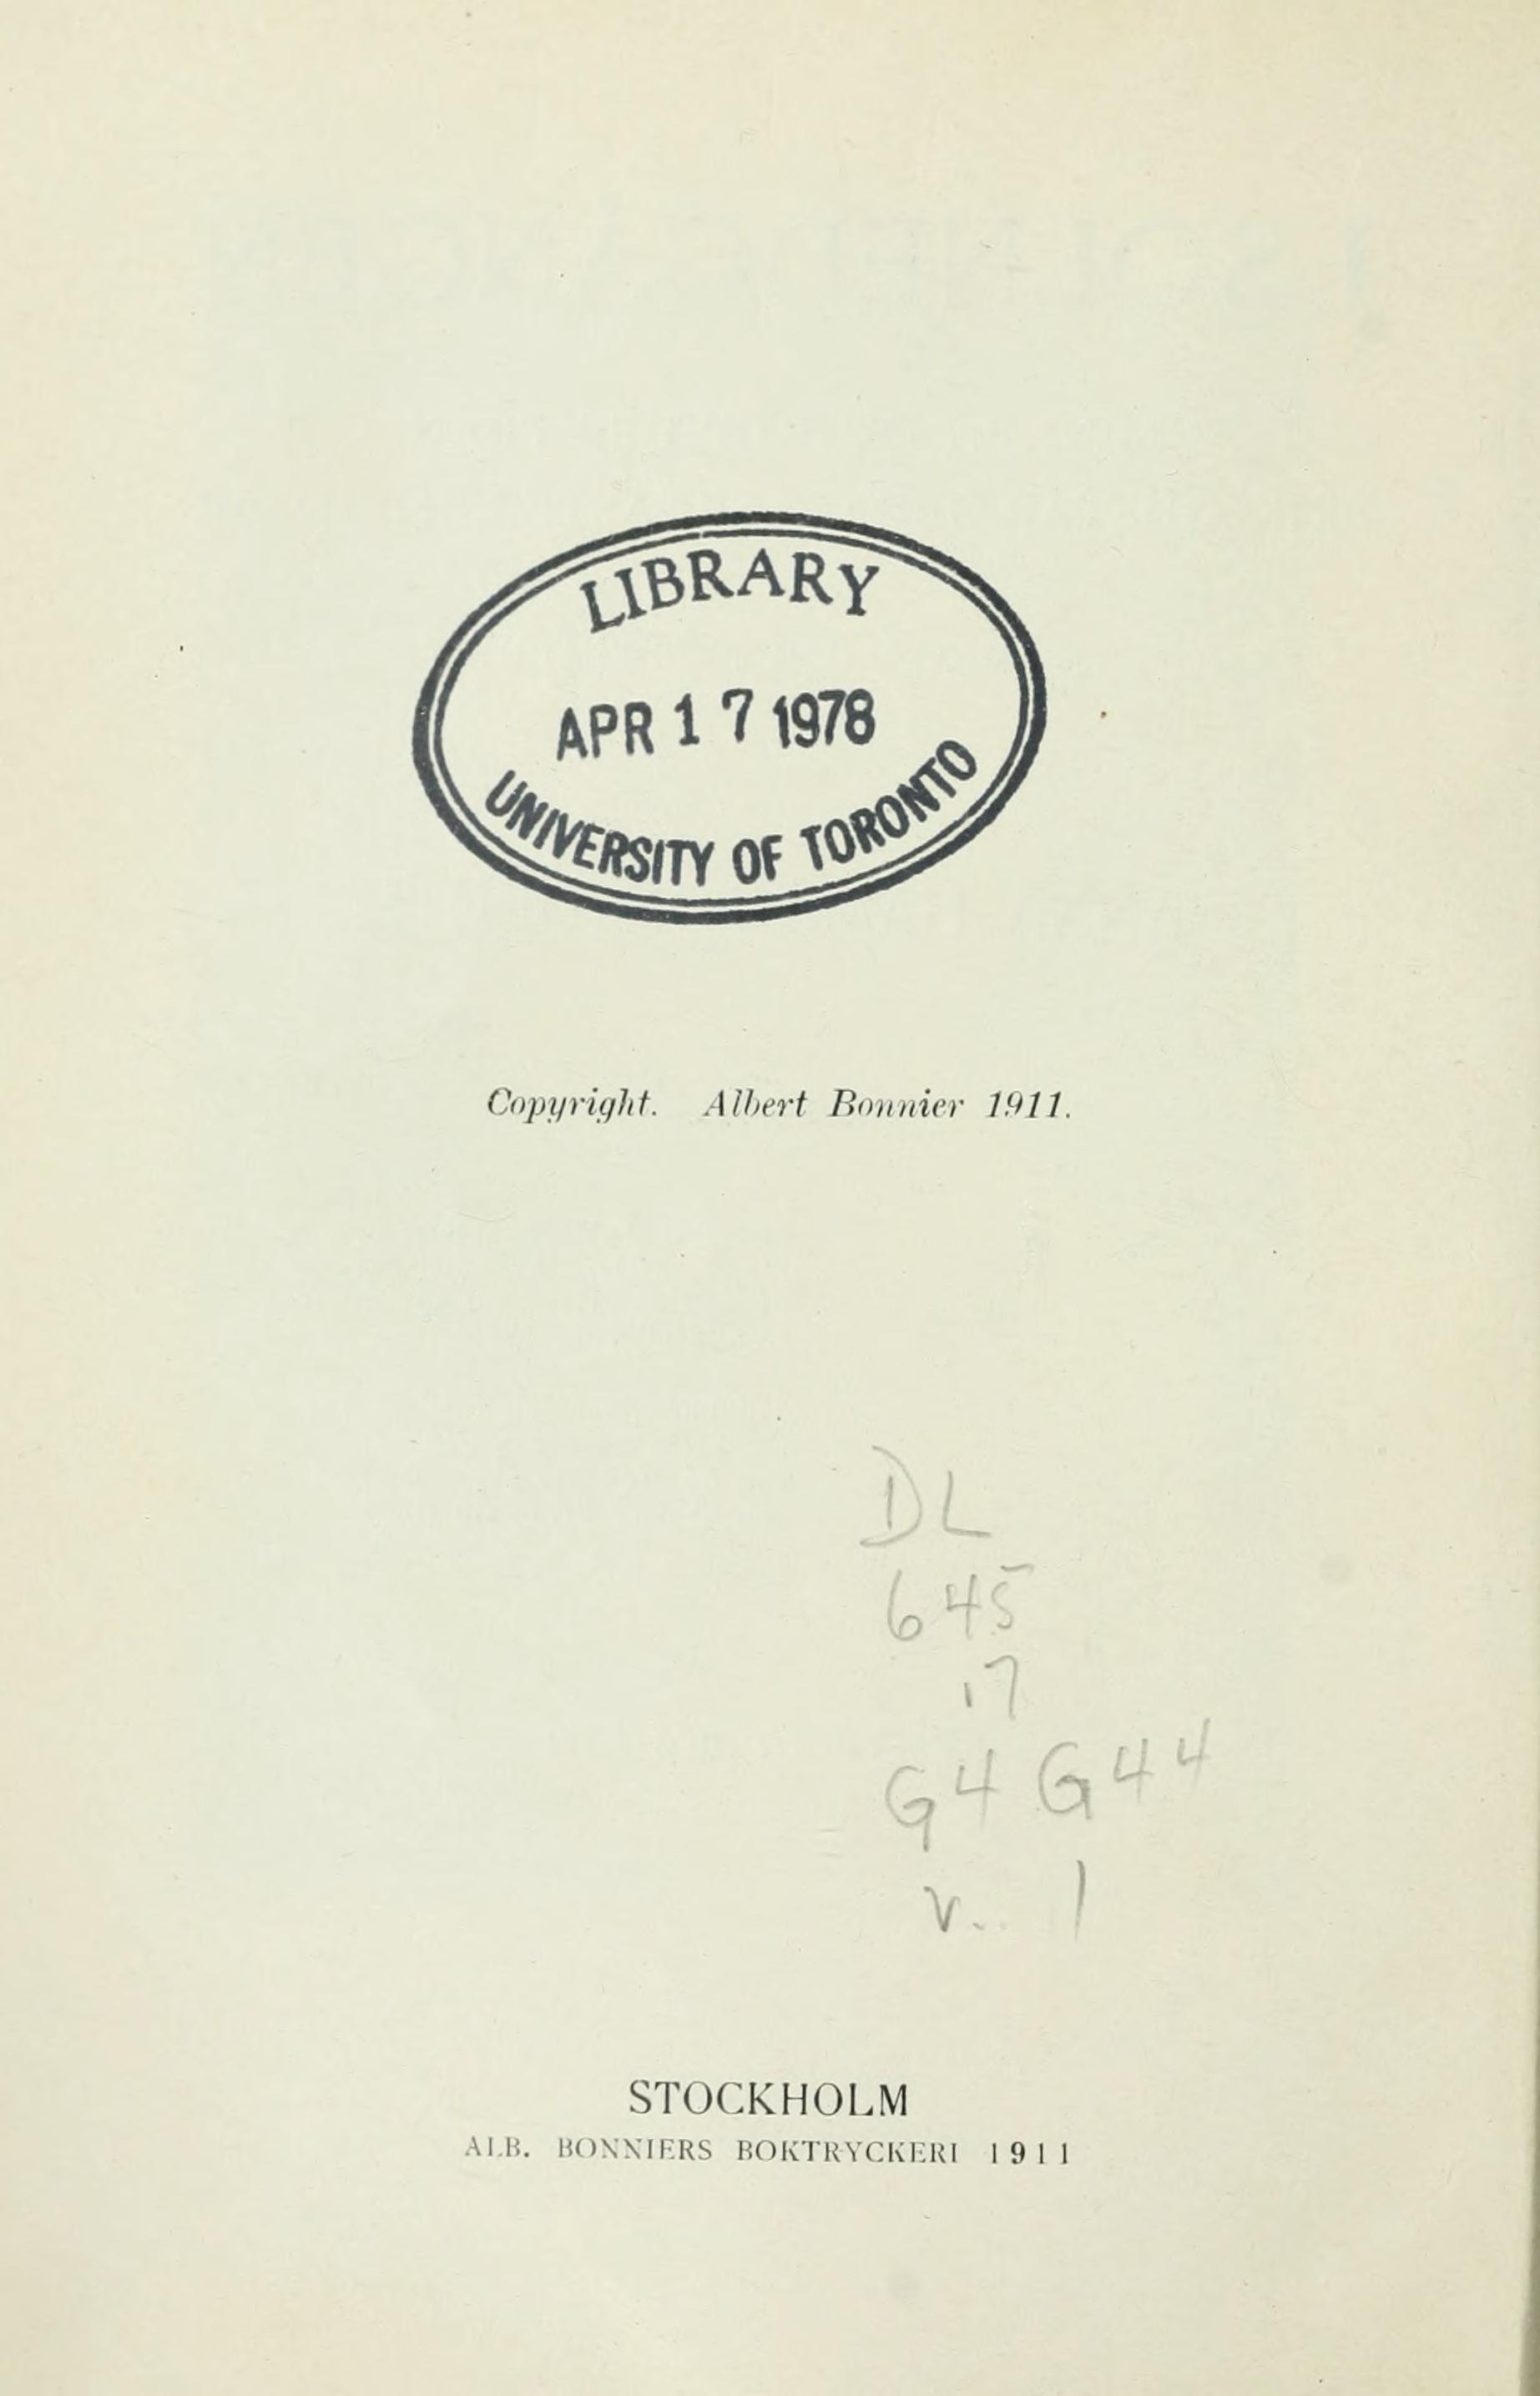 LIBRARY
APR 17 1978
UNIVERSITY OF TORONTO
Copyright. Albert Bonnier 1911.
DL
645
.7
G4 G44
v. 1
STOCKHOLM
ALB. BONNIERS BOKTRYCKERI 1911